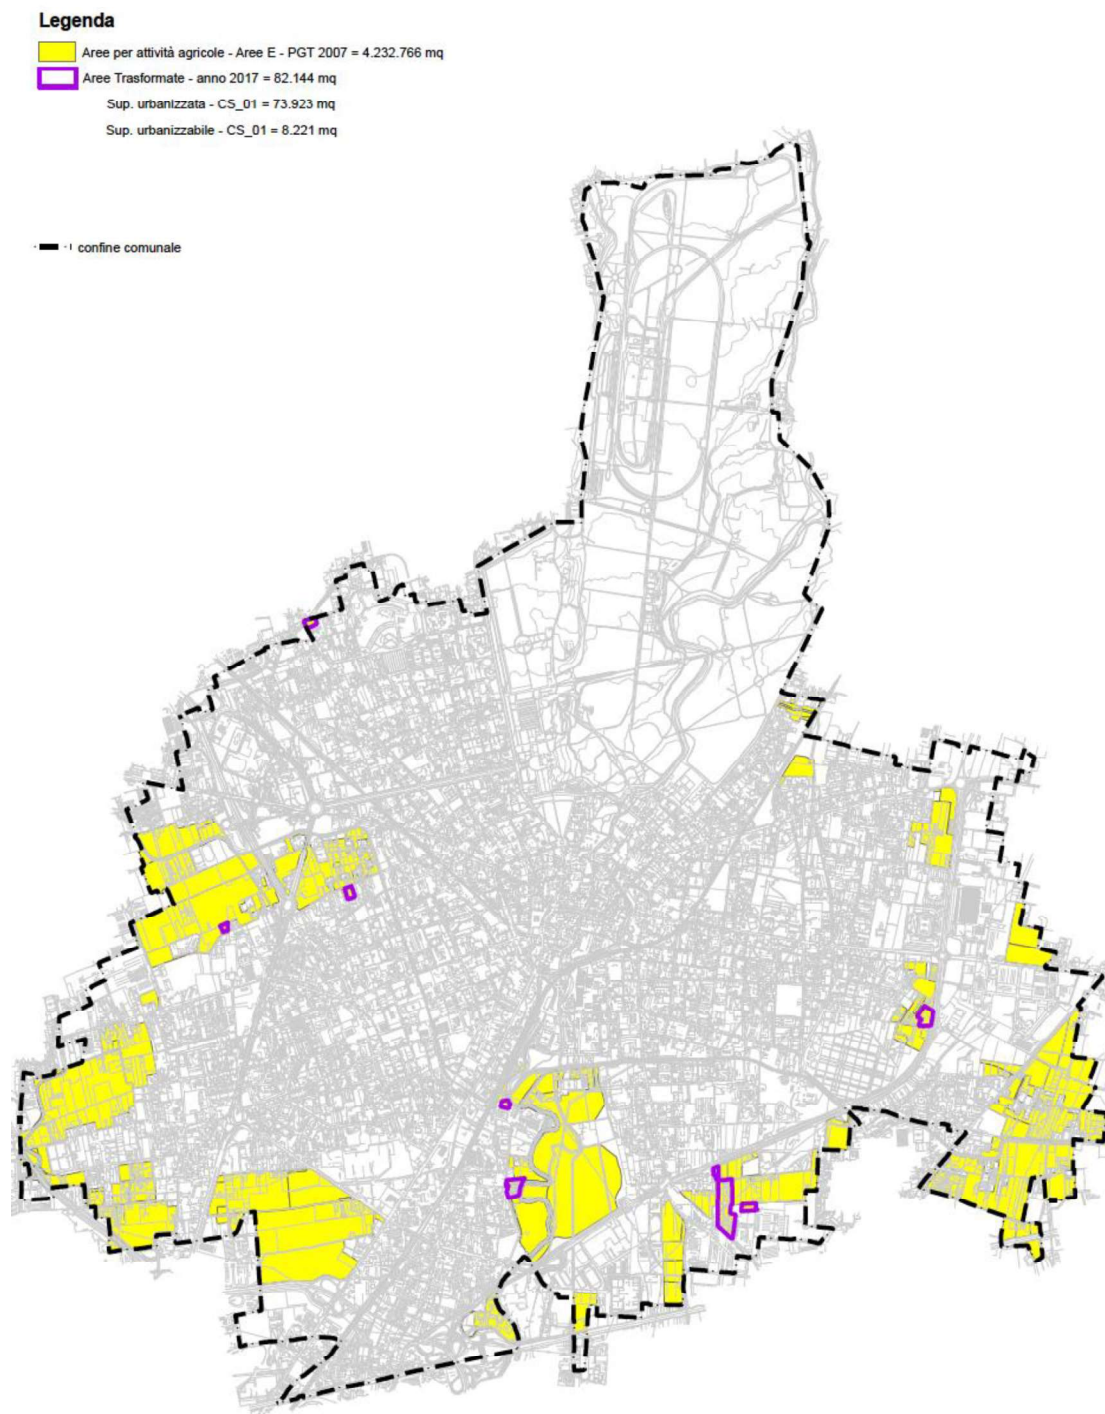 Legenda
Aree per attività agricole - Aree E - PGT 2007 = 4.232.766 mq
Aree Trasformate - anno 2017 = 82.144 mq
Sup. urbanizzata - CS_01 = 73.923 mq
Sup. urbanizzabile - CS_01 = 8.221 mq
confine comunale